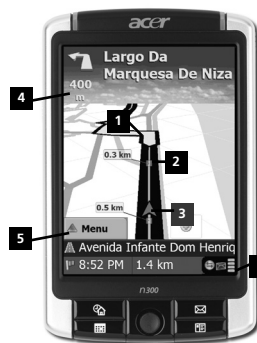 acer
Largo Da
Marquesa De Niza
400
m
4
1
0.3 km
2
0.5 km
3
5
Menu
Avenida Infante Dom Henriq
8:52 PM
1.4 km
n300